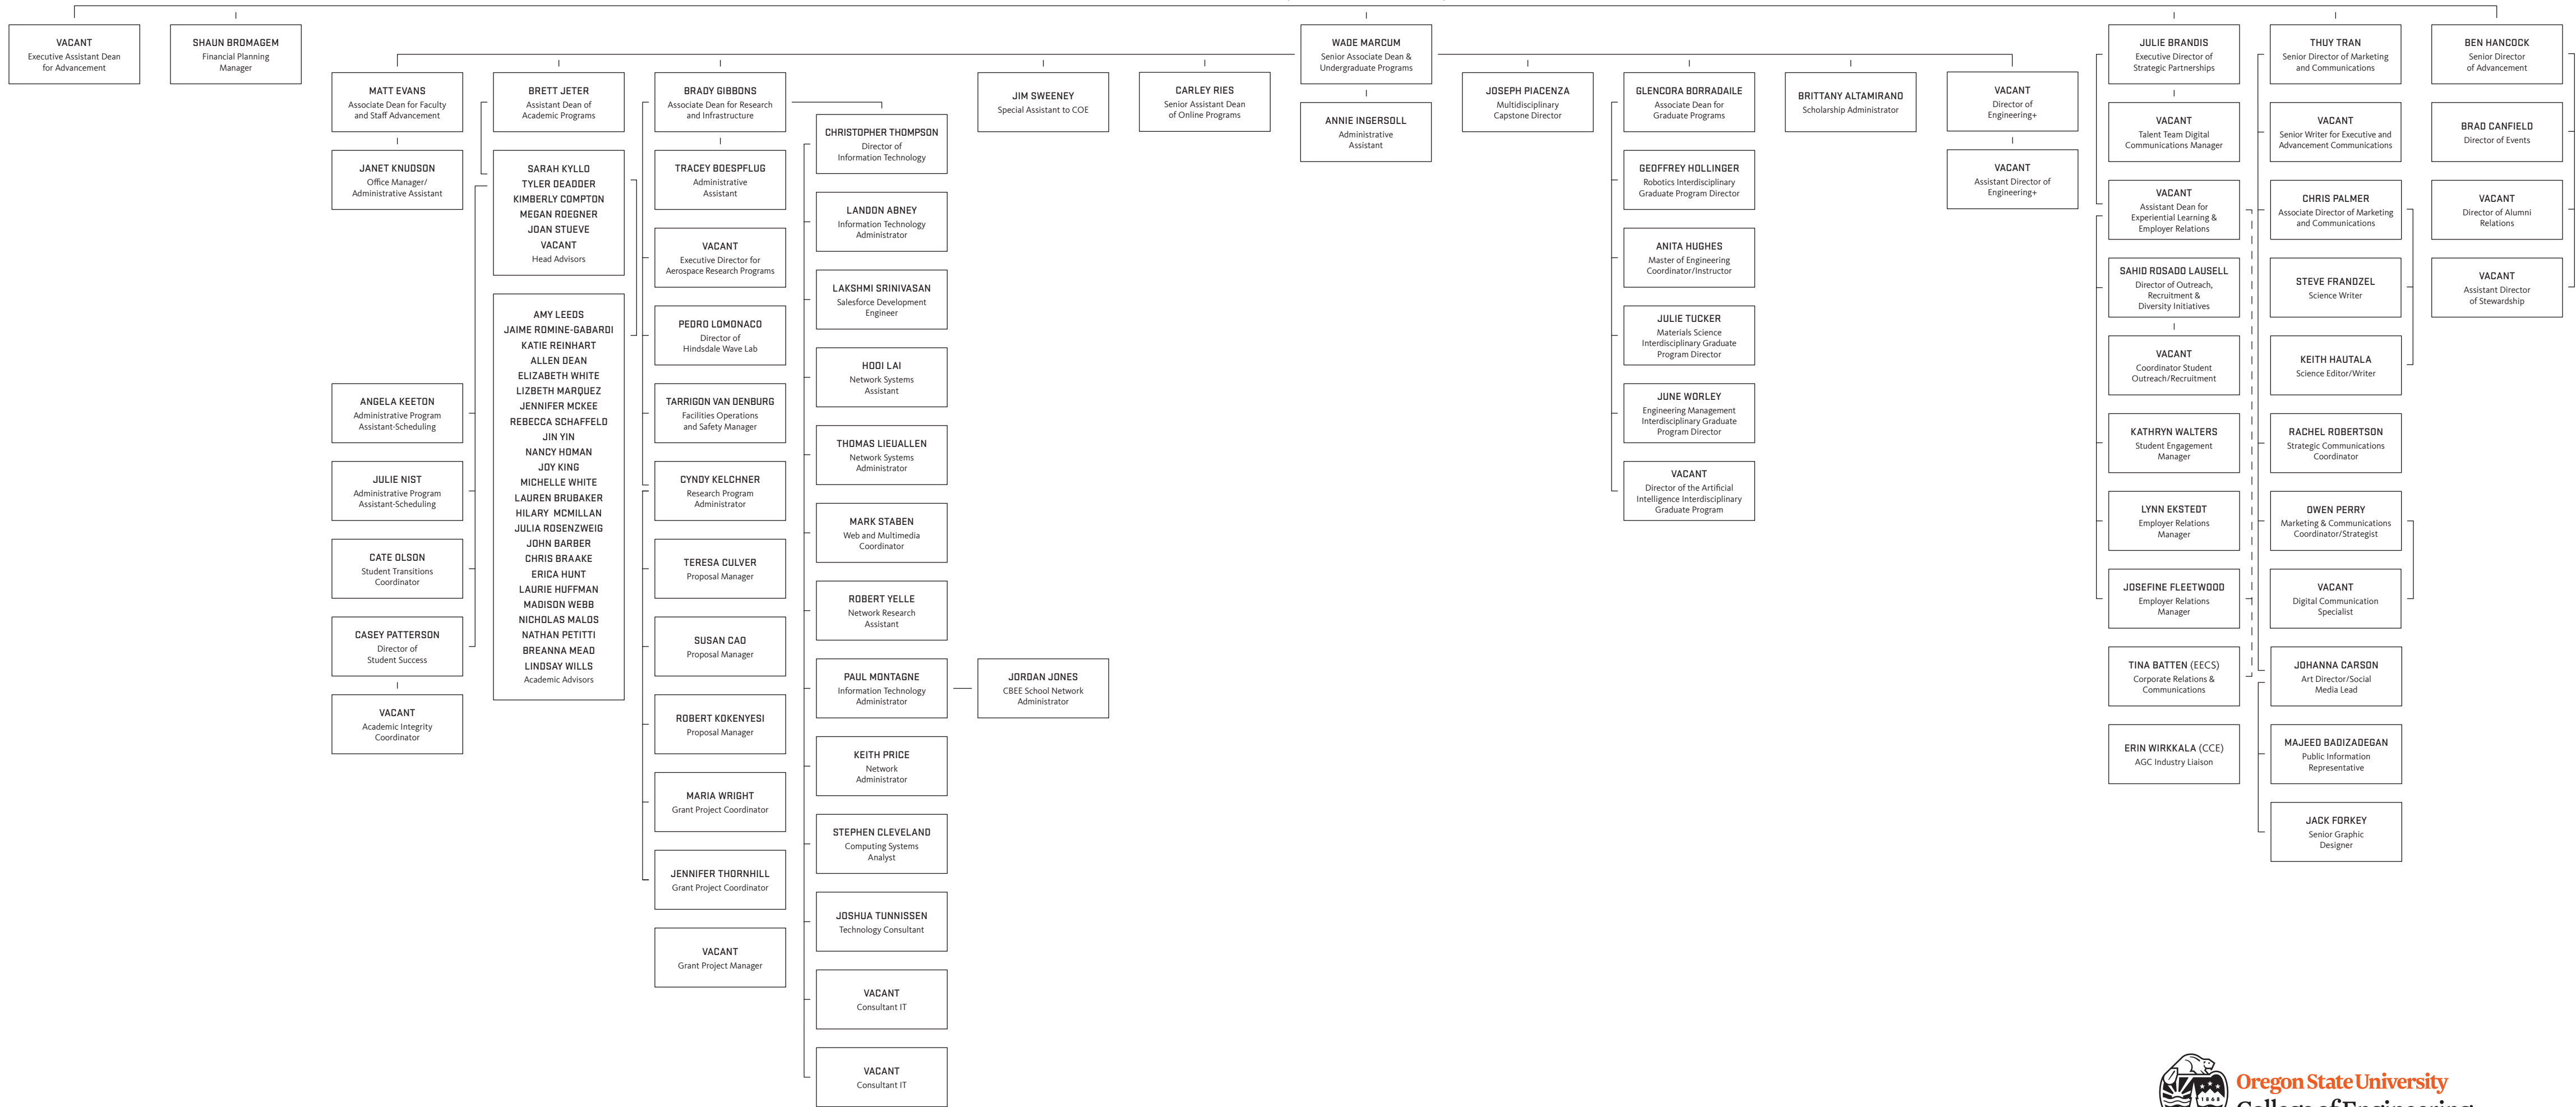 VACANT
Executive Assistant Dean
for Advancement
SHAUN BROMAGEM
Financial Planning
Manager
WADE MARCUM
Senior Associate Dean &
Undergraduate Programs
ANNIE INGERSOLL
Administrative
Assistant
MATT EVANS
Associate Dean for Faculty
and Staff Advancement
JANET KNUDSON
Office Manager/
Administrative Assistant
ANGELA KEETON
Administrative Program
Assistant-Scheduling
JULIE NIST
Administrative Program
Assistant-Scheduling
CATE OLSON
Student Transitions
Coordinator
CASEY PATTERSON
Director of
Student Success
VACANT
Academic Integrity
Coordinator
BRETT JETER
Assistant Dean of
Academic Programs
SARAH KYLLO
TYLER DEADDER
KIMBERLY COMPTON
MEGAN ROEGNER
JOAN STUEVE
VACANT
Head Advisors
AMY LEEDS
JAIME ROMINE-GABARDI
KATIE REINHART
ALLEN DEAN
ELIZABETH WHITE
LIZBETH MARQUEZ
JENNIFER MCKEE
REBECCA SCHAFFELD
JIN YIN
NANCY HOMAN
JOY KING
MICHELLE WHITE
LAUREN BRUBAKER
HILARY MCMILLAN
JULIA ROSENZWEIG
JOHN BARBER
CHRIS BRAAKE
ERICA HUNT
LAURIE HUFFMAN
MADISON WEBB
NICHOLAS MALOS
NATHAN PETITTI
BREANNA MEAD
LINDSAY WILLS
Academic Advisors
BRADY GIBBONS
Associate Dean for Research
and Infrastructure
TRACEY BOESPFLUG
Administrative
Assistant
VACANT
Executive Director for
Aerospace Research Programs
PEDRO LOMONACO
Director of
Hindsdale Wave Lab
TARRIGON VAN DENBURG
Facilities Operations
and Safety Manager
CYNDY KELCHNER
Research Program
Administrator
TERESA CULVER
Proposal Manager
SUSAN CAO
Proposal Manager
ROBERT KOKENYESI
Proposal Manager
MARIA WRIGHT
Grant Project Coordinator
JENNIFER THORNHILL
Grant Project Coordinator
VACANT
Grant Project Manager
CHRISTOPHER THOMPSON
Director of
Information Technology
LANDON ABNEY
Information Technology
Administrator
LAKSHMI SRINIVASAN
Salesforce Development
Engineer
HOOI LAI
Network Systems
Assistant
THOMAS LIEUALLEN
Network Systems
Administrator
MARK STABEN
Web and Multimedia
Coordinator
ROBERT YELLE
Network Research
Assistant
PAUL MONTAGNE
Information Technology
Administrator
JORDAN JONES
CBEE School Network
Administrator
KEITH PRICE
Network
Administrator
STEPHEN CLEVELAND
Computing Systems
Analyst
JOSHUA TUNNISSEN
Technology Consultant
VACANT
Consultant IT
VACANT
Consultant IT
JIM SWEENEY
Special Assistant to COE
CARLEY RIES
Senior Assistant Dean
of Online Programs
JOSEPH PIACENZA
Multidisciplinary
Capstone Director
GLENCORA BORRADAILE
Associate Dean for
Graduate Programs
GEOFFREY HOLLINGER
Robotics Interdisciplinary
Graduate Program Director
ANITA HUGHES
Master of Engineering
Coordinator/Instructor
JULIE TUCKER
Materials Science
Interdisciplinary Graduate
Program Director
JUNE WORLEY
Engineering Management
Interdisciplinary Graduate
Program Director
VACANT
Director of the Artificial
Intelligence Interdisciplinary
Graduate Program
BRITTANY ALTAMIRANO
Scholarship Administrator
VACANT
Director of
Engineering+
VACANT
Assistant Director of
Engineering+
JULIE BRANDIS
Executive Director of
Strategic Partnerships
VACANT
Talent Team Digital
Communications Manager
VACANT
Assistant Dean for
Experiential Learning &
Employer Relations
SAHID ROSADO LAUSELL
Director of Outreach,
Recruitment &
Diversity Initiatives
VACANT
Coordinator Student
Outreach/Recruitment
KATHRYN WALTERS
Student Engagement
Manager
LYNN EKSTEDT
Employer Relations
Manager
JOSEFINE FLEETWOOD
Employer Relations
Manager
TINA BATTEN (EECS)
Corporate Relations &
Communications
ERIN WIRKKALA (CCE)
AGC Industry Liaison
THUY TRAN
Senior Director of Marketing
and Communications
VACANT
Senior Writer for Executive and
Advancement Communications
CHRIS PALMER
Associate Director of Marketing
and Communications
STEVE FRANDZEL
Science Writer
KEITH HAUTALA
Science Editor/Writer
RACHEL ROBERTSON
Strategic Communications
Coordinator
OWEN PERRY
Marketing & Communications
Coordinator/Strategist
VACANT
Digital Communication
Specialist
JOHANNA CARSON
Art Director/Social
Media Lead
MAJEED BADIZADEGAN
Public Information
Representative
JACK FORKEY
Senior Graphic
Designer
BEN HANCOCK
Senior Director
of Advancement
BRAD CANFIELD
Director of Events
VACANT
Director of Alumni
Relations
VACANT
Assistant Director
of Stewardship
1868
Oregon State University
College of Engineering